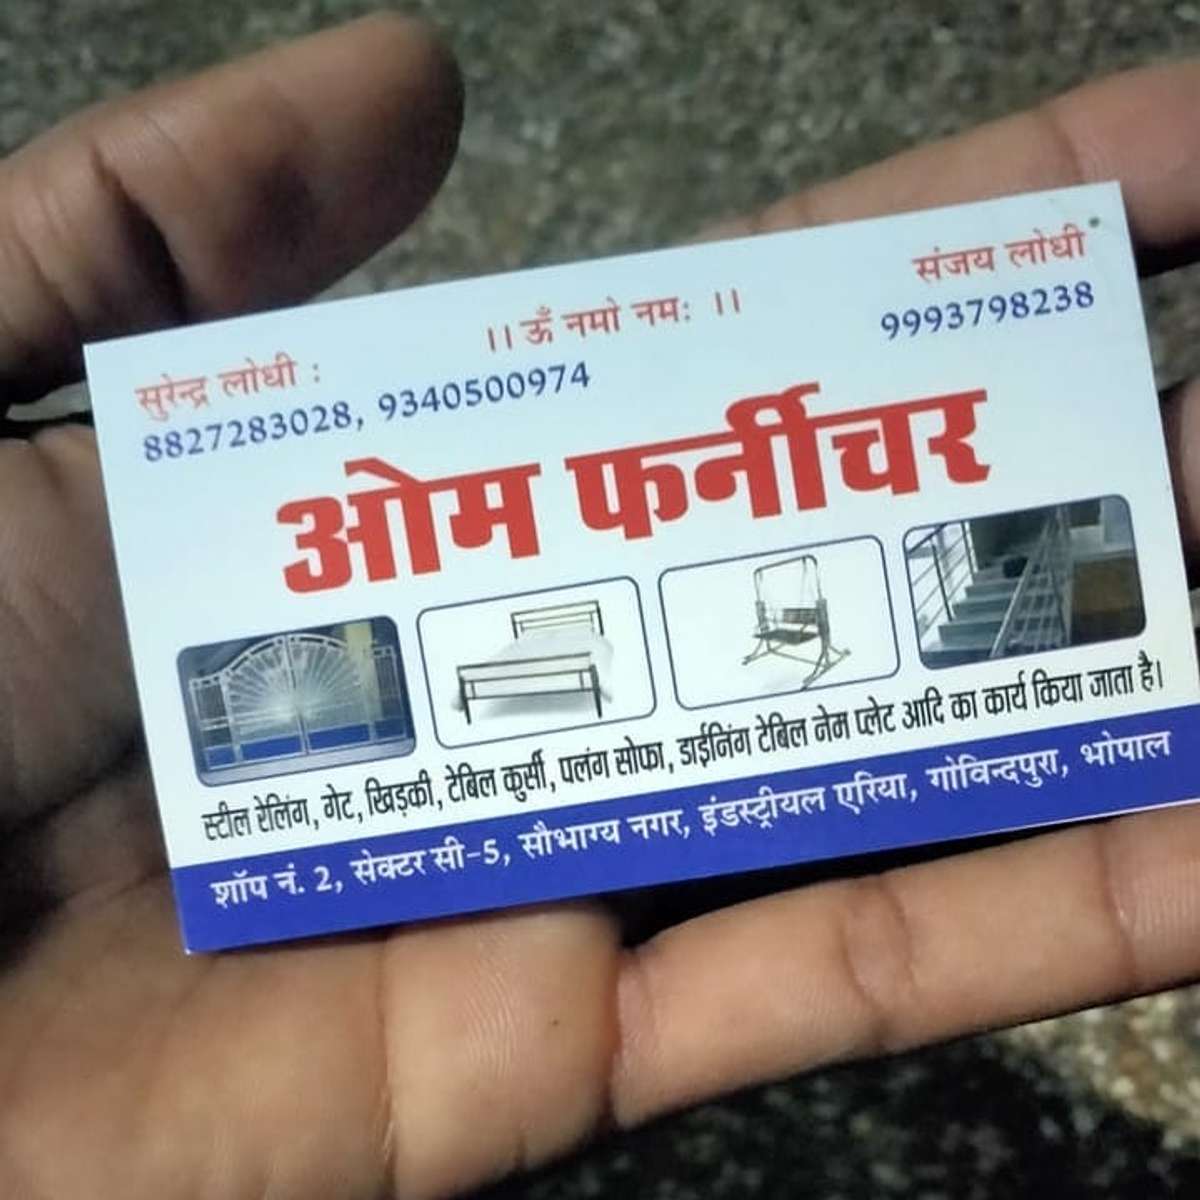 ।। ऊँ नमो नमः ।।
सुरेन्द्र लोधी :
8827283028, 9340500974
संजय लोधी
9993798238
ओम फर्नीचर
स्टील रेलिंग, गेट, खिड़की, टेबिल कुर्सी, पलंग सोफा, डाईनिंग टेबिल नेम प्लेट आदि का कार्य किया जाता है।
शॉप नं. 2, सेक्टर सी-5, सौभाग्य नगर, इंडस्ट्रीयल एरिया, गोविन्दपुरा, भोपाल